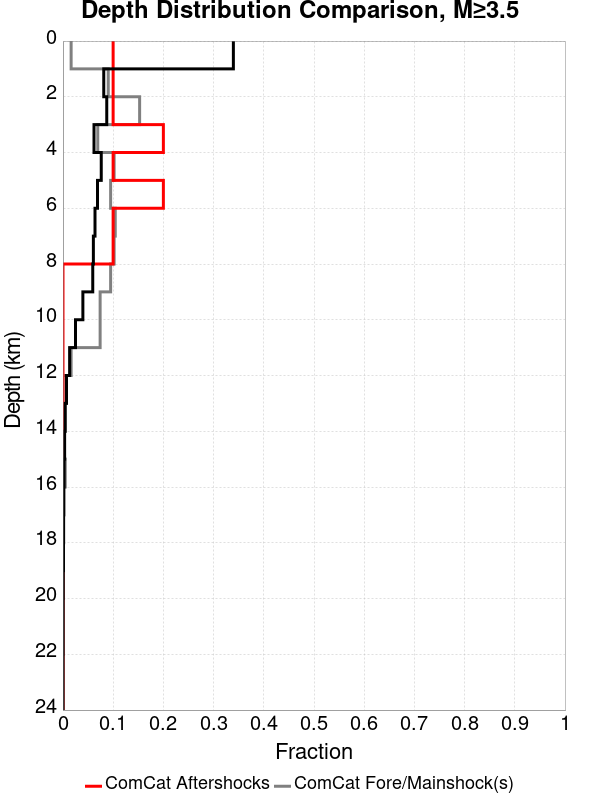 Depth Distribution Comparison, M≥3.5
0
2
4
6
8
10
12
14
16
18
20
22
24
Depth (km)
0 0.1 0.2 0.3 0.4 0.5 0.6 0.7 0.8 0.9 1
Fraction
ComCat Aftershocks ComCat Fore/Mainshock(s)